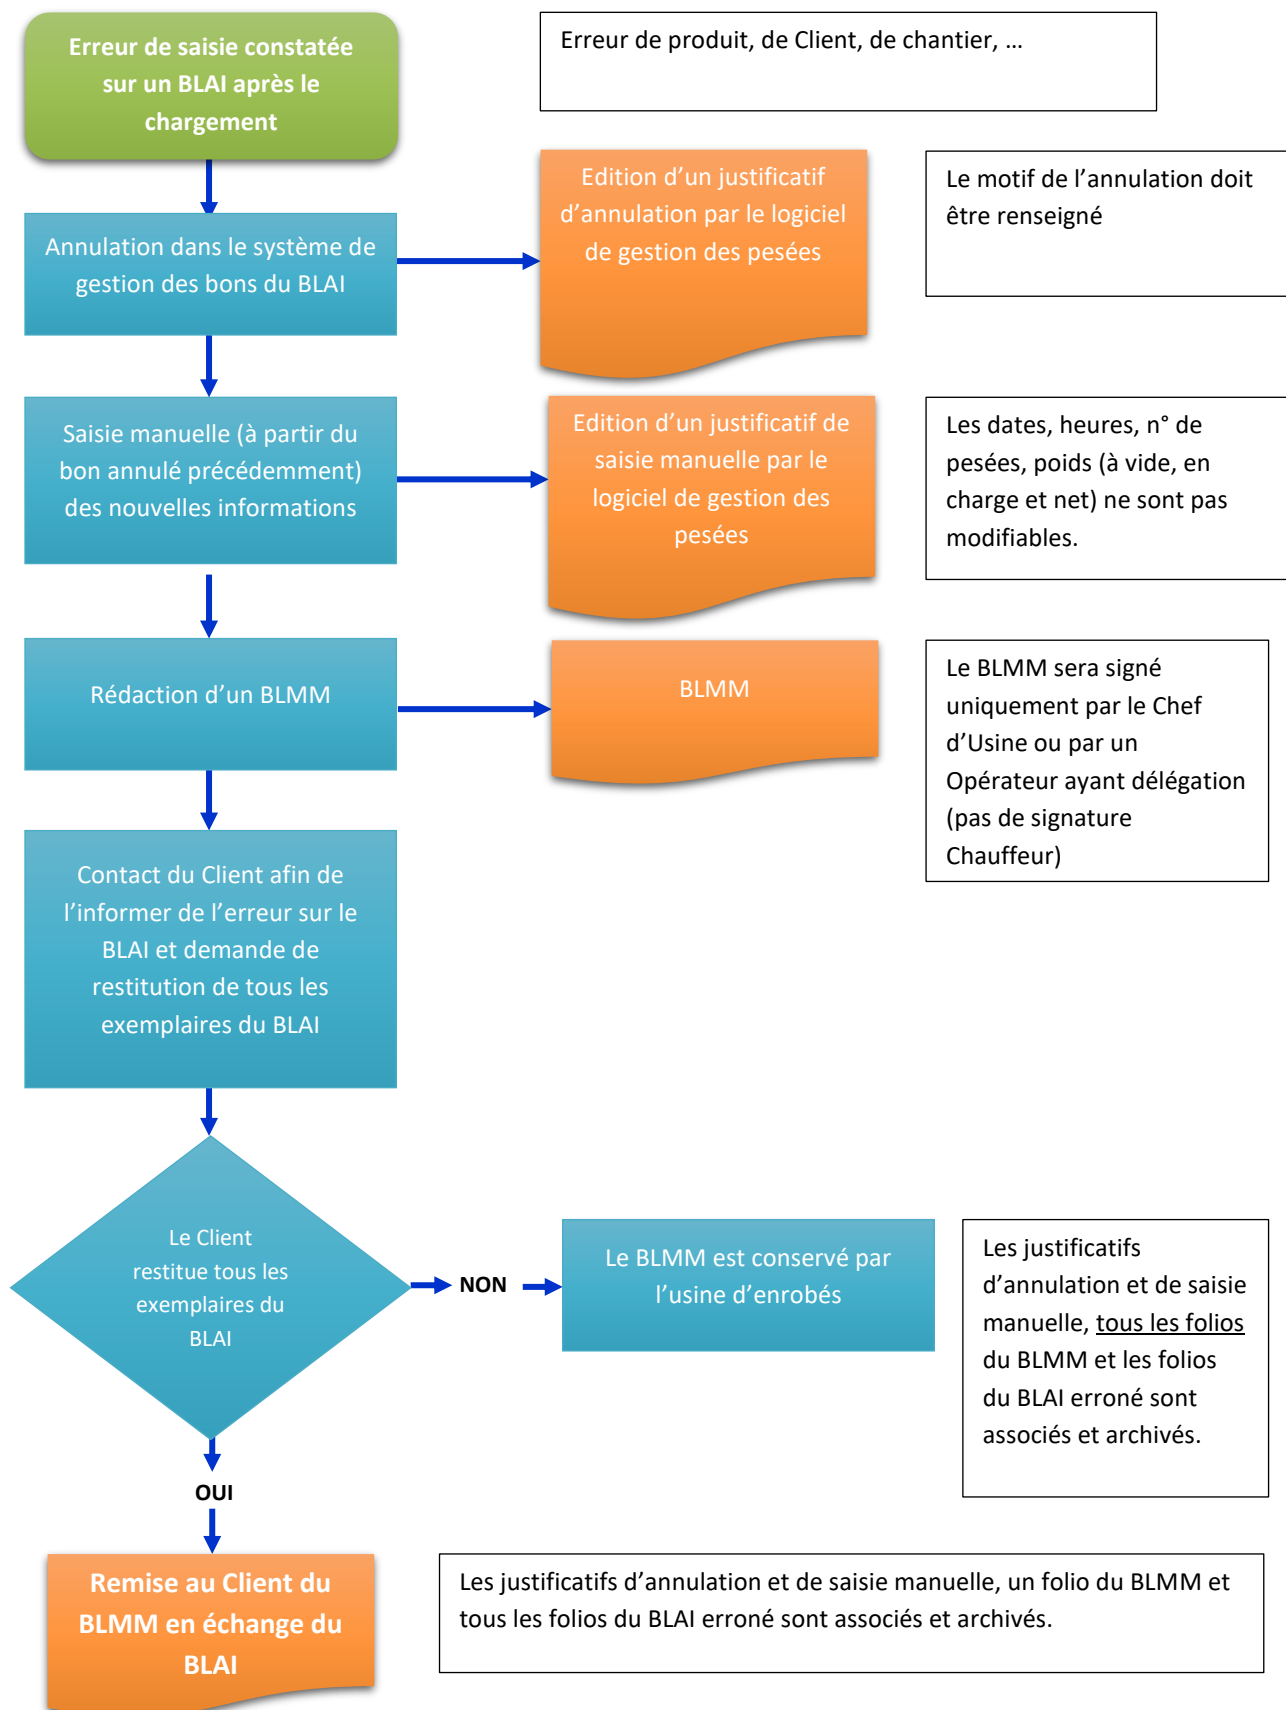 Erreur de saisie constatée
sur un BLAI après le
chargement
Erreur de produit, de Client, de chantier, ...
Annulation dans le système de
gestion des bons du BLAI
Edition d’un justificatif
d’annulation par le logiciel
de gestion des pesées
Le motif de l’annulation doit
être renseigné
Saisie manuelle (à partir du
bon annulé précédemment)
des nouvelles informations
Edition d’un justificatif de
saisie manuelle par le
logiciel de gestion des
pesées
Les dates, heures, n° de
pesées, poids (à vide, en
charge et net) ne sont pas
modifiables.
Rédaction d’un BLMM
BLMM
Le BLMM sera signé
uniquement par le Chef
d’Usine ou par un
Opérateur ayant délégation
(pas de signature
Chauffeur)
Contact du Client afin de
l’informer de l’erreur sur le
BLAI et demande de
restitution de tous les
exemplaires du BLAI
Le Client
restitue tous les
exemplaires du
BLAI
NON
Le BLMM est conservé par
l’usine d’enrobés
Les justificatifs
d’annulation et de saisie
manuelle, tous les folios
du BLMM et les folios
du BLAI erroné sont
associés et archivés.
OUI
Remise au Client du
BLMM en échange du
BLAI
Les justificatifs d’annulation et de saisie manuelle, un folio du BLMM et
tous les folios du BLAI erroné sont associés et archivés.